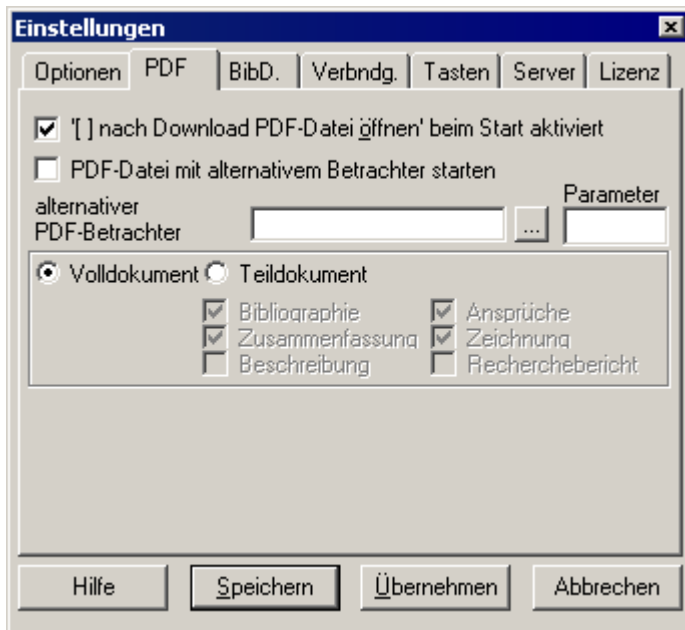 Einstellungen
Optionen PDF BibD. Verbndg. Tasten Server Lizenz
'[ ] nach Download PDF-Datei öffnen' beim Start aktiviert
PDF-Datei mit alternativem Betrachter starten
Parameter
alternativer
PDF-Betrachter ...
Volldokument Teildokument
Bibliographie Ansprüche
Zusammenfassung Zeichnung
Beschreibung Recherchebericht
Hilfe Speichern Übernehmen Abbrechen